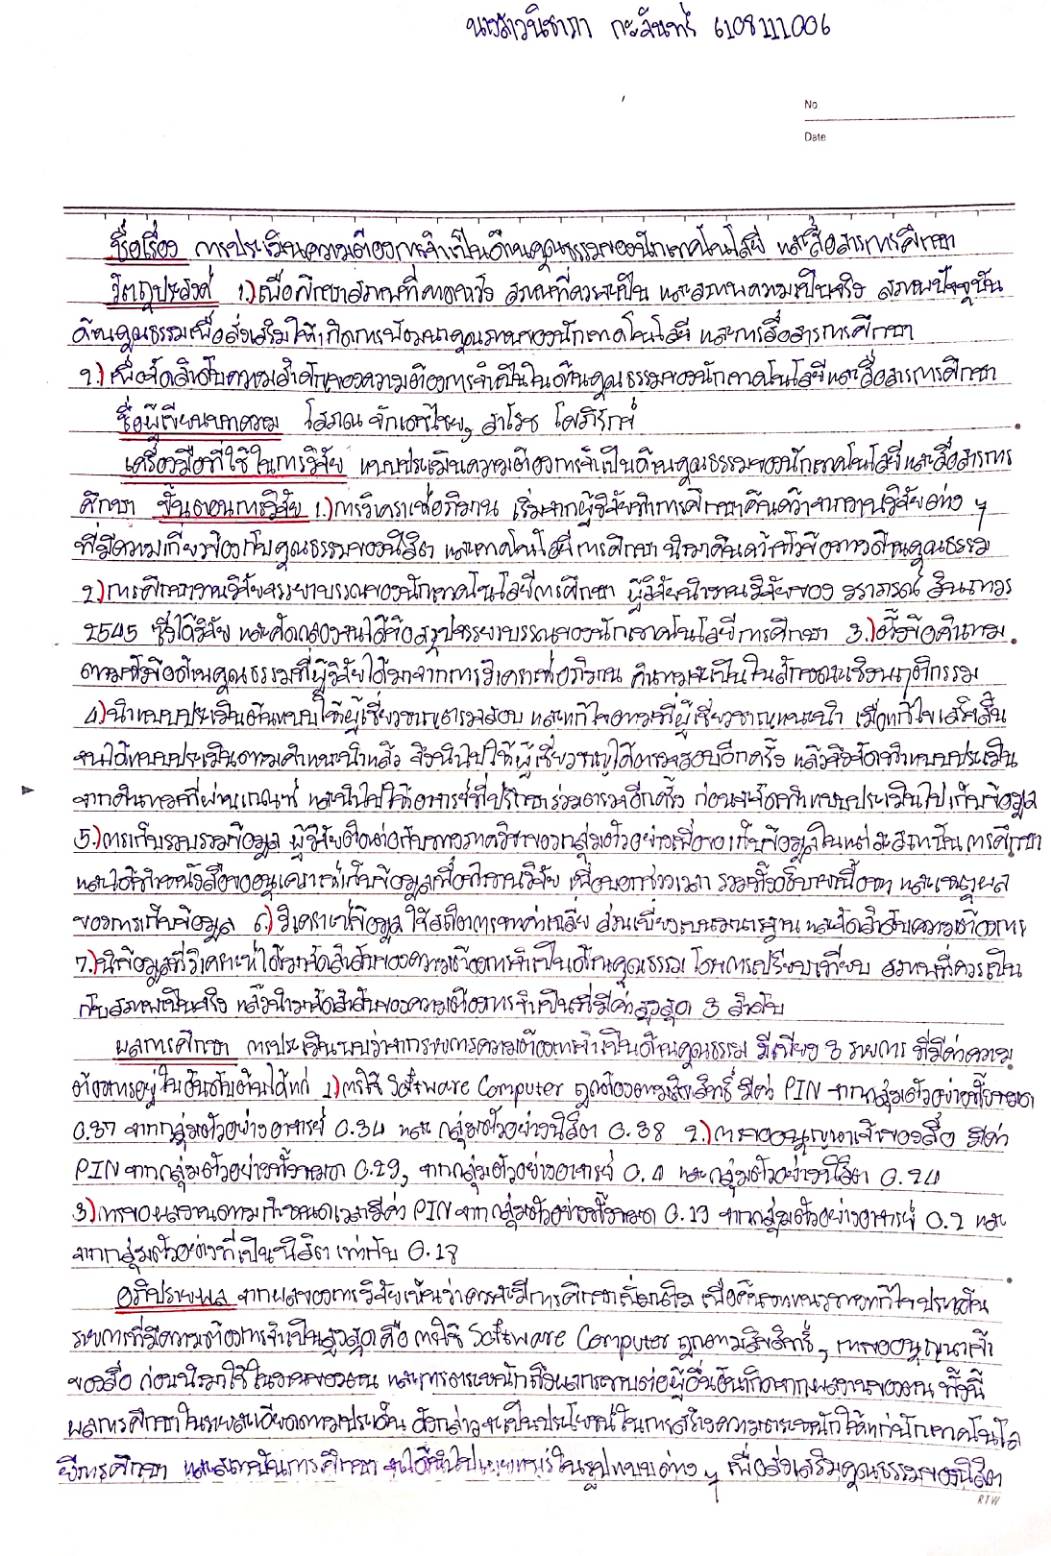 นางสาวนิชาภา กะลันทร์ 6108111006
No
Date
ชื่อเรื่อง การประเมินความต้องการจำเป็นด้านคุณธรรมของนักเทคโนโลยี และสื่อสารการศึกษา
วัตถุประสงค์ 1.)เพื่อศึกษาสภาพที่คาดหวัง สภาพที่ควรจะเป็น และสภาพความเป็นจริง สภาพปัจจุบัน
ด้านคุณธรรมเพื่อส่งเสริมให้เกิดการพัฒนาคุณภาพของนักเทคโนโลยี และการสื่อสารการศึกษา
2.)เพื่อจัดลำดับความสำคัญของความต้องการจำเป็นในด้านคุณธรรมของนักเทคโนโลยีและสื่อสารการศึกษา
ชื่อผู้เขียนบทความ โสภณ จักเอาไชย, สาโรช โศภีรักข์
เครื่องมือที่ใช้ในการวิจัย แบบประเมินความต้องการจำเป็นด้านคุณธรรมของนักเทคโนโลยีและสื่อสารการ
ศึกษา ขั้นตอนการวิจัย 1.)การวิเคราะห์อภิมาน เริ่มจากผู้วิจัยทำการศึกษาค้นคว้าจากงานวิจัยต่าง ๆ
ที่มีความเกี่ยวข้องกับคุณธรรมของนิสิต และเทคโนโลยีการศึกษา นำมาค้นคว้าหัวข้อทางด้านคุณธรรม
2.)การศึกษางานวิจัยจรรยาบรรณของนักเทคโนโลยีการศึกษา ผู้วิจัยนำงานวิจัยของ วราภรณ์ สินถาวร
2545 ซึ่งได้วิจัย และคัดกรองจนได้ข้อสรุปจรรยาบรรณของนักเทคโนโลยีการศึกษา 3.)ตั้งข้อคำถาม
ตามหัวข้อด้านคุณธรรมที่ผู้วิจัยได้มาจากการวิเคราะห์อภิมาน คำถามจะเป็นในลักษณะเชิงพฤติกรรม
4)นำแบบประเมินต้นแบบให้ผู้เชี่ยวชาญตรวจสอบ และแก้ไขตามที่ผู้เชี่ยวชาญแนะนำ เมื่อแก้ไขเสร็จสิ้น
จนได้แบบประเมินตามคำแนะนำแล้ว จึงนำไปให้ผู้เชี่ยวชาญได้ตรวจสอบอีกครั้ง แล้วจึงจัดทำแบบประเมิน
จากคำถามที่ผ่านเกณฑ์ และนำไปให้อาจารย์ที่ปรึกษาร่วมตรวจอีกครั้ง ก่อนจะจัดทำแบบประเมินไปเก็บข้อมูล
5.)การเก็บรวบรวมข้อมูล ผู้วิจัยติดต่อกับทางภาควิชาของกลุ่มตัวอย่างเพื่อขอเก็บข้อมูลในแต่ละสถาบันการศึกษา
และได้ทำหนังสือขออนุเคราะห์เก็บข้อมูลเพื่อทำงานวิจัย เพื่อบอกช่วงเวลา รวมทั้งอธิบายเนื้อหา และเหตุผล
ของการเก็บข้อมูล 6.)วิเคราะห์ข้อมูล ใช้สถิติการหาค่าเฉลี่ย ส่วนเบี่ยงเบนมาตรฐาน และจัดลำดับความต้องการ
7.)นำข้อมูลที่วิเคราะห์ได้มาจัดลำดับของความต้องการจำเป็นด้านคุณธรรม โดยการเปรียบเทียบ สภาพที่ควรเป็น
กับสภาพเป็นจริง แล้วนำมาจัดลำดับของความต้องการจำเป็นที่มีค่าสูงสุด 3 ลำดับ
ผลการศึกษา การประเมินพบว่าจากรายการความต้องการจำเป็นด้านคุณธรรม มีเพียง 3 รายการ ที่มีค่าความ
ต้องการอยู่ในอันดับต้นได้แก่ 1.)การใช้ Software Computer ถูกต้องตามลิขสิทธิ์ มีค่า PIN จากกลุ่มตัวอย่างทั้งหมด
0.37 จากกลุ่มตัวอย่างอาจารย์ 0.34 และ กลุ่มตัวอย่างนิสิต 0.38 2.)การขออนุญาตเจ้าของสื่อ มีค่า
PIN จากกลุ่มตัวอย่างทั้งหมด 0.29, จากกลุ่มตัวอย่างอาจารย์ 0.4 และกลุ่มตัวอย่างนิสิต 0.24
3)การขอผลงานตามกำหนดเวลามีค่า PIN จากกลุ่มตัวอย่างทั้งหมด 0.19 จากกลุ่มตัวอย่างอาจารย์ 0.2 และ
จากกลุ่มตัวอย่างที่เป็นนิสิต เท่ากับ 0.18
อภิปรายผล จากผลของการวิจัยเห็นว่าควรจะมีการศึกษาเพิ่มเติม เพื่อค้นหาแนวทางแก้ไขประเด็น
รายการที่มีความต้องการจำเป็นสูงสุด คือ การใช้ Software Computer ถูกตามลิขสิทธิ์, การขออนุญาตเจ้า
ของสื่อ ก่อนนำมาใช้ในงานของตน และการตระหนักถึงผลกระทบต่อผู้อื่นอันเกิดจากผลงานของตน ทั้งนี้
ผลการศึกษาในรายละเอียดตามประเด็น ดังกล่าวจะเป็นประโยชน์ในการสร้างความตระหนักให้แก่นักเทคโนโล
ยีการศึกษา และสถาบันการศึกษา จะได้นำไปเผยแพร่ในรูปแบบต่าง ๆ เพื่อส่งเสริมคุณธรรมของนิสิต
RTW